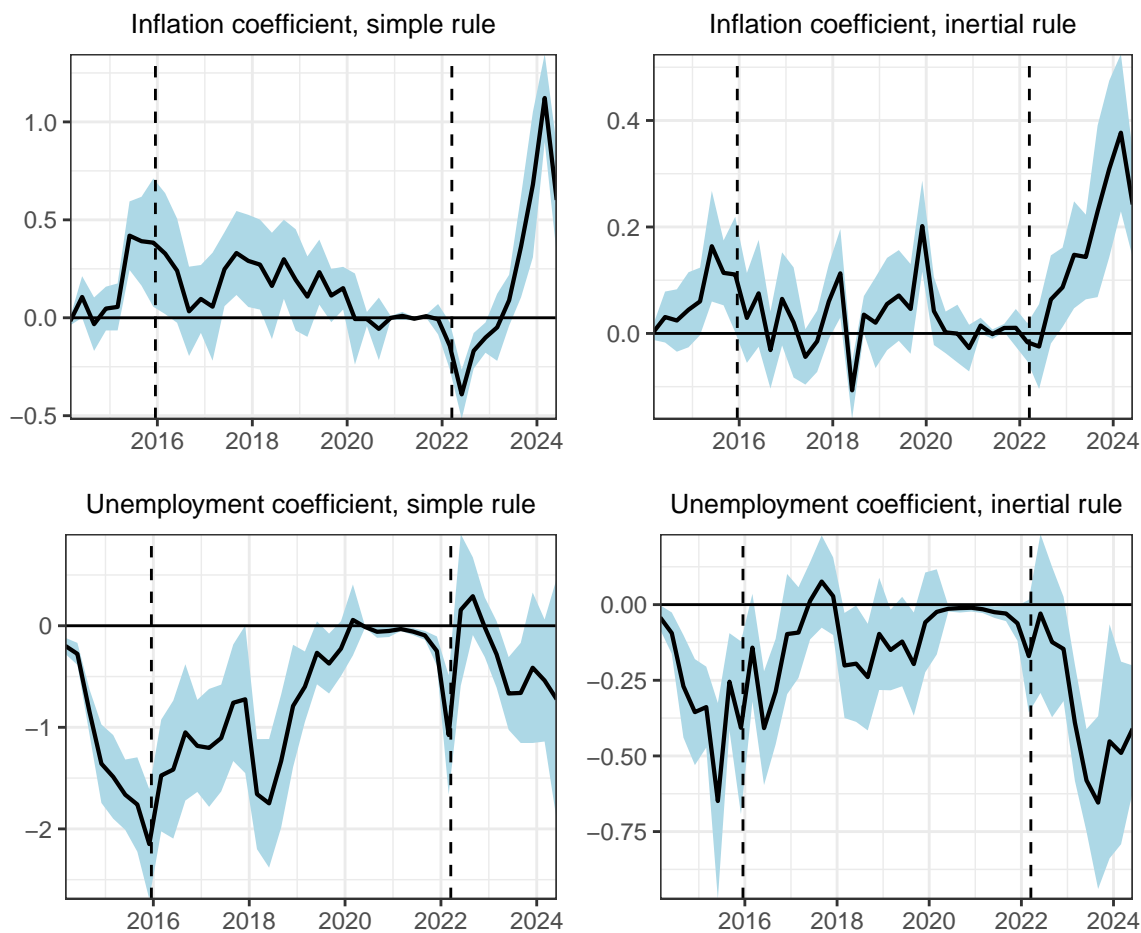 Inflation coefficient, simple rule
1.0
0.5
0.0
−0.5
2016 2018 2020 2022 2024
Inflation coefficient, inertial rule
0.4
0.2
0.0
2016 2018 2020 2022 2024
Unemployment coefficient, simple rule
0
−1
−2
2016 2018 2020 2022 2024
Unemployment coefficient, inertial rule
0.00
−0.25
−0.50
−0.75
2016 2018 2020 2022 2024